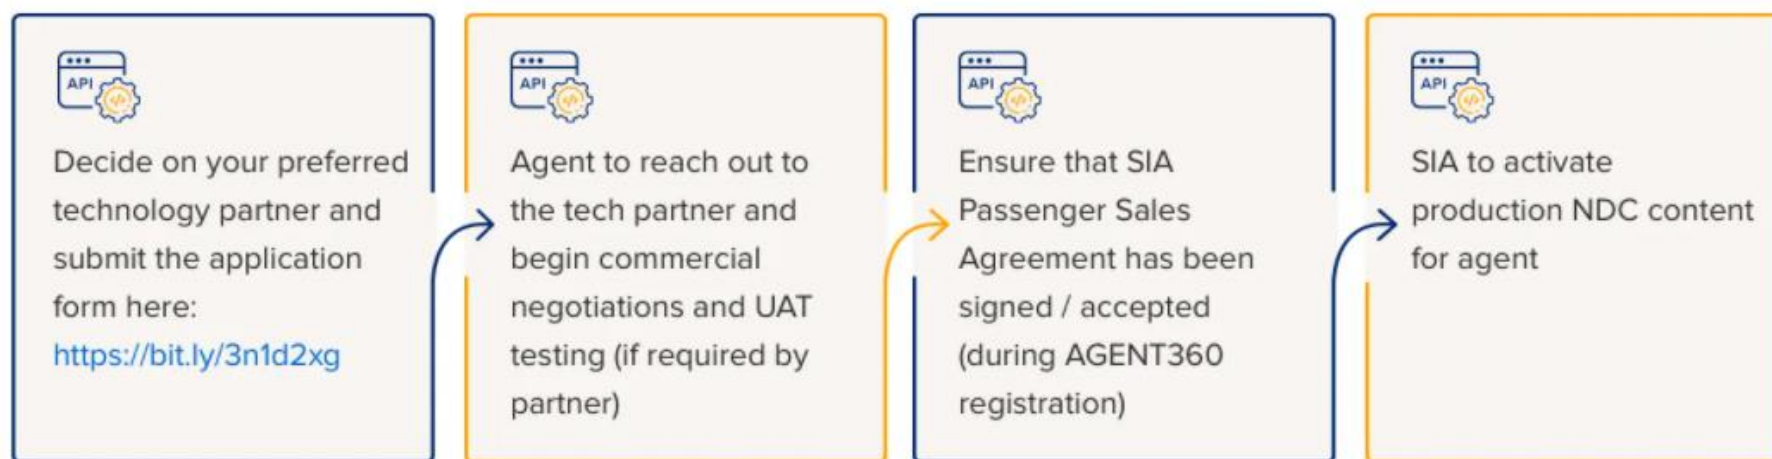 API
Decide on your preferred
technology partner and
submit the application
form here:
https://bit.ly/3n1d2xg
API
Agent to reach out to
the tech partner and
begin commercial
negotiations and UAT
testing (if required by
partner)
API
Ensure that SIA
Passenger Sales
Agreement has been
signed / accepted
(during AGENT360
registration)
API
SIA to activate
production NDC content
for agent